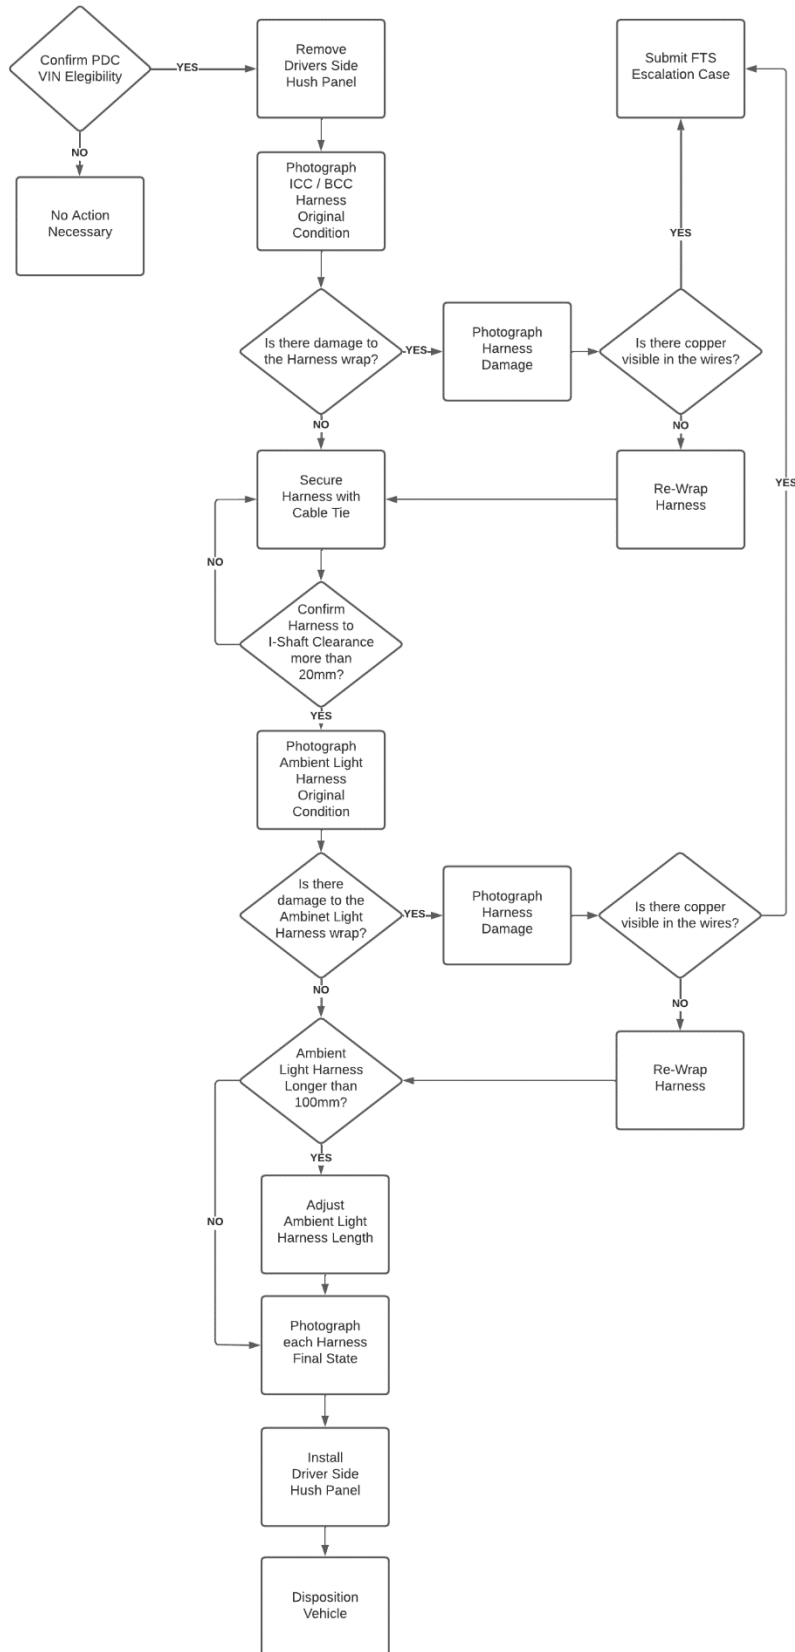 Confirm PDC
VIN Elegibility
YES
Remove
Drivers Side
Hush Panel
Submit FTS
Escalation Case
NO
No Action
Necessary
Photograph
ICC / BCC
Harness
Original
Condition
YES
Is there damage to
the Harness wrap?
YES
Photograph
Harness
Damage
Is there copper
visible in the wires?
NO
NO
Secure
Harness with
Cable Tie
Re-Wrap
Harness
YES
NO
Confirm
Harness to
I-Shaft Clearance
more than
20mm?
YES
Photograph
Ambient Light
Harness
Original
Condition
Is there
damage to the
Ambinet Light
Harness wrap?
YES
Photograph
Harness
Damage
Is there copper
visible in the wires?
NO
NO
Ambient
Light Harness
Longer than
100mm?
Re-Wrap
Harness
YES
NO
Adjust
Ambient Light
Harness Length
Photograph
each Harness
Final State
Install
Driver Side
Hush Panel
Disposition
Vehicle